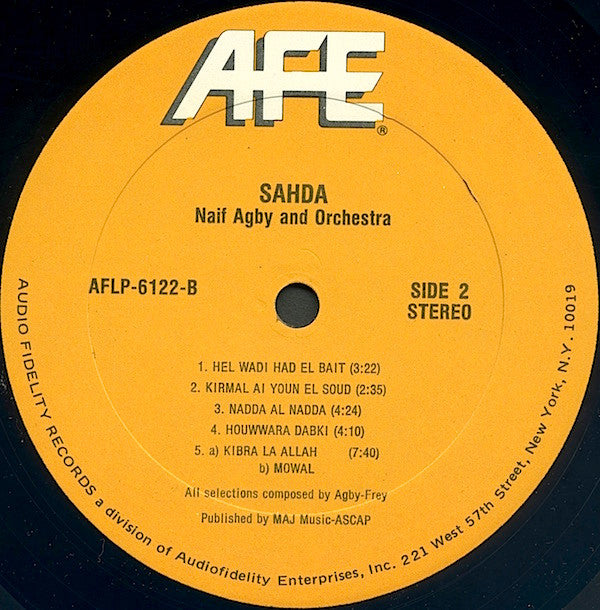 AFE®
SAHDA
Naif Agby and Orchestra
AFLP-6122-B
SIDE 2
STEREO
1. HEL WADI HAD EL BAIT (3:22)
2. KIRMAL AI YOUN EL SOUD (2:35)
3. NADDA AL NADDA (4:24)
4. HOUWWARA DABKI (4:10)
5. a) KIBRA LA ALLAH (7:40)
b) MOWAL
All selections composed by Agby-Frey
Published by MAJ Music-ASCAP
AUDIO FIDELITY RECORDS a division of Audiofidelity Enterprises, Inc. 221 West 57th Street, New York, N.Y. 10019